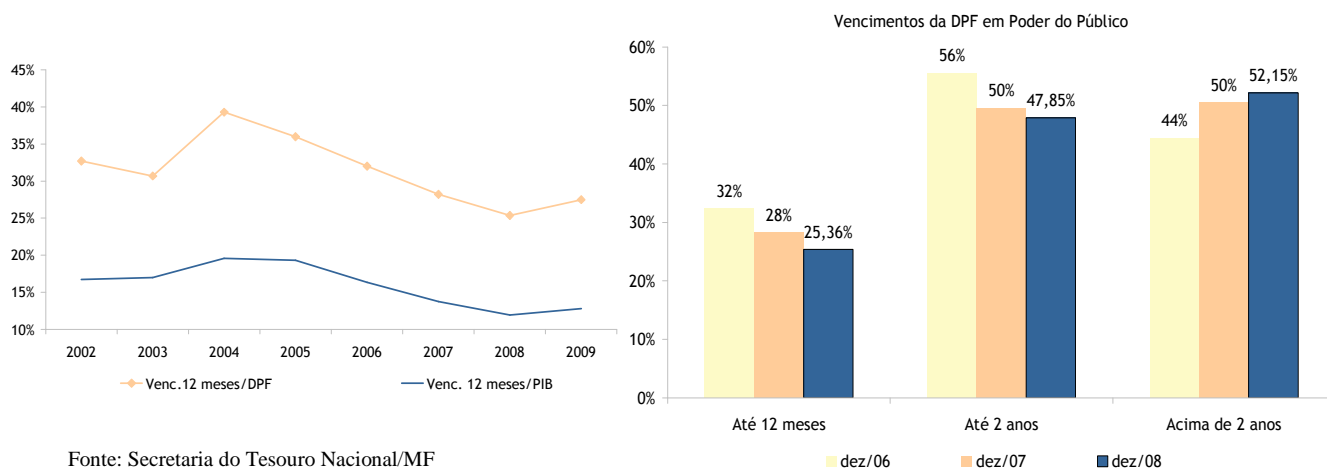 45%
40%
35%
30%
25%
20%
15%
10%
2002 2003 2004 2005 2006 2007 2008 2009
Venc.12 meses/DPF Venc. 12 meses/PIB
Fonte: Secretaria do Tesouro Nacional/MF
Vencimentos da DPF em Poder do Público
60%
50%
40%
30%
20%
10%
0%
32% 28% 25,36%
56% 50% 47,85%
44% 50% 52,15%
Até 12 meses Até 2 anos Acima de 2 anos
dez/06 dez/07 dez/08